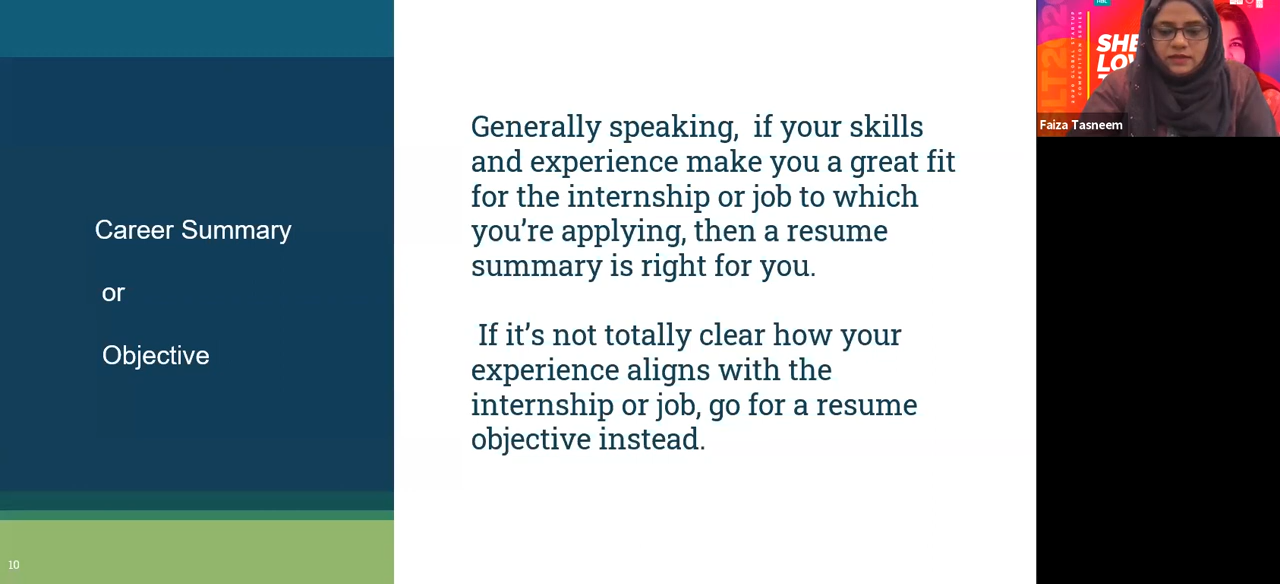 Career Summary
or
Objective
10
Generally speaking, if your skills
and experience make you a great fit
for the internship or job to which
you’re applying, then a resume
summary is right for you.
If it’s not totally clear how your
experience aligns with the
internship or job, go for a resume
objective instead.
SHE
LOV
Faiza Tasneem